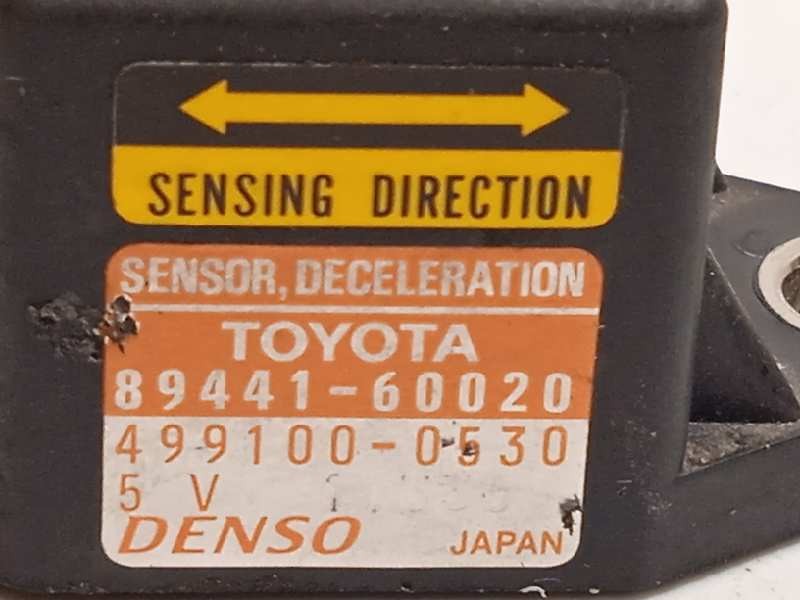 SENSING DIRECTION
SENSOR, DECELERATION
TOYOTA
89441-60020
499100-0530
5 V
DENSO JAPAN